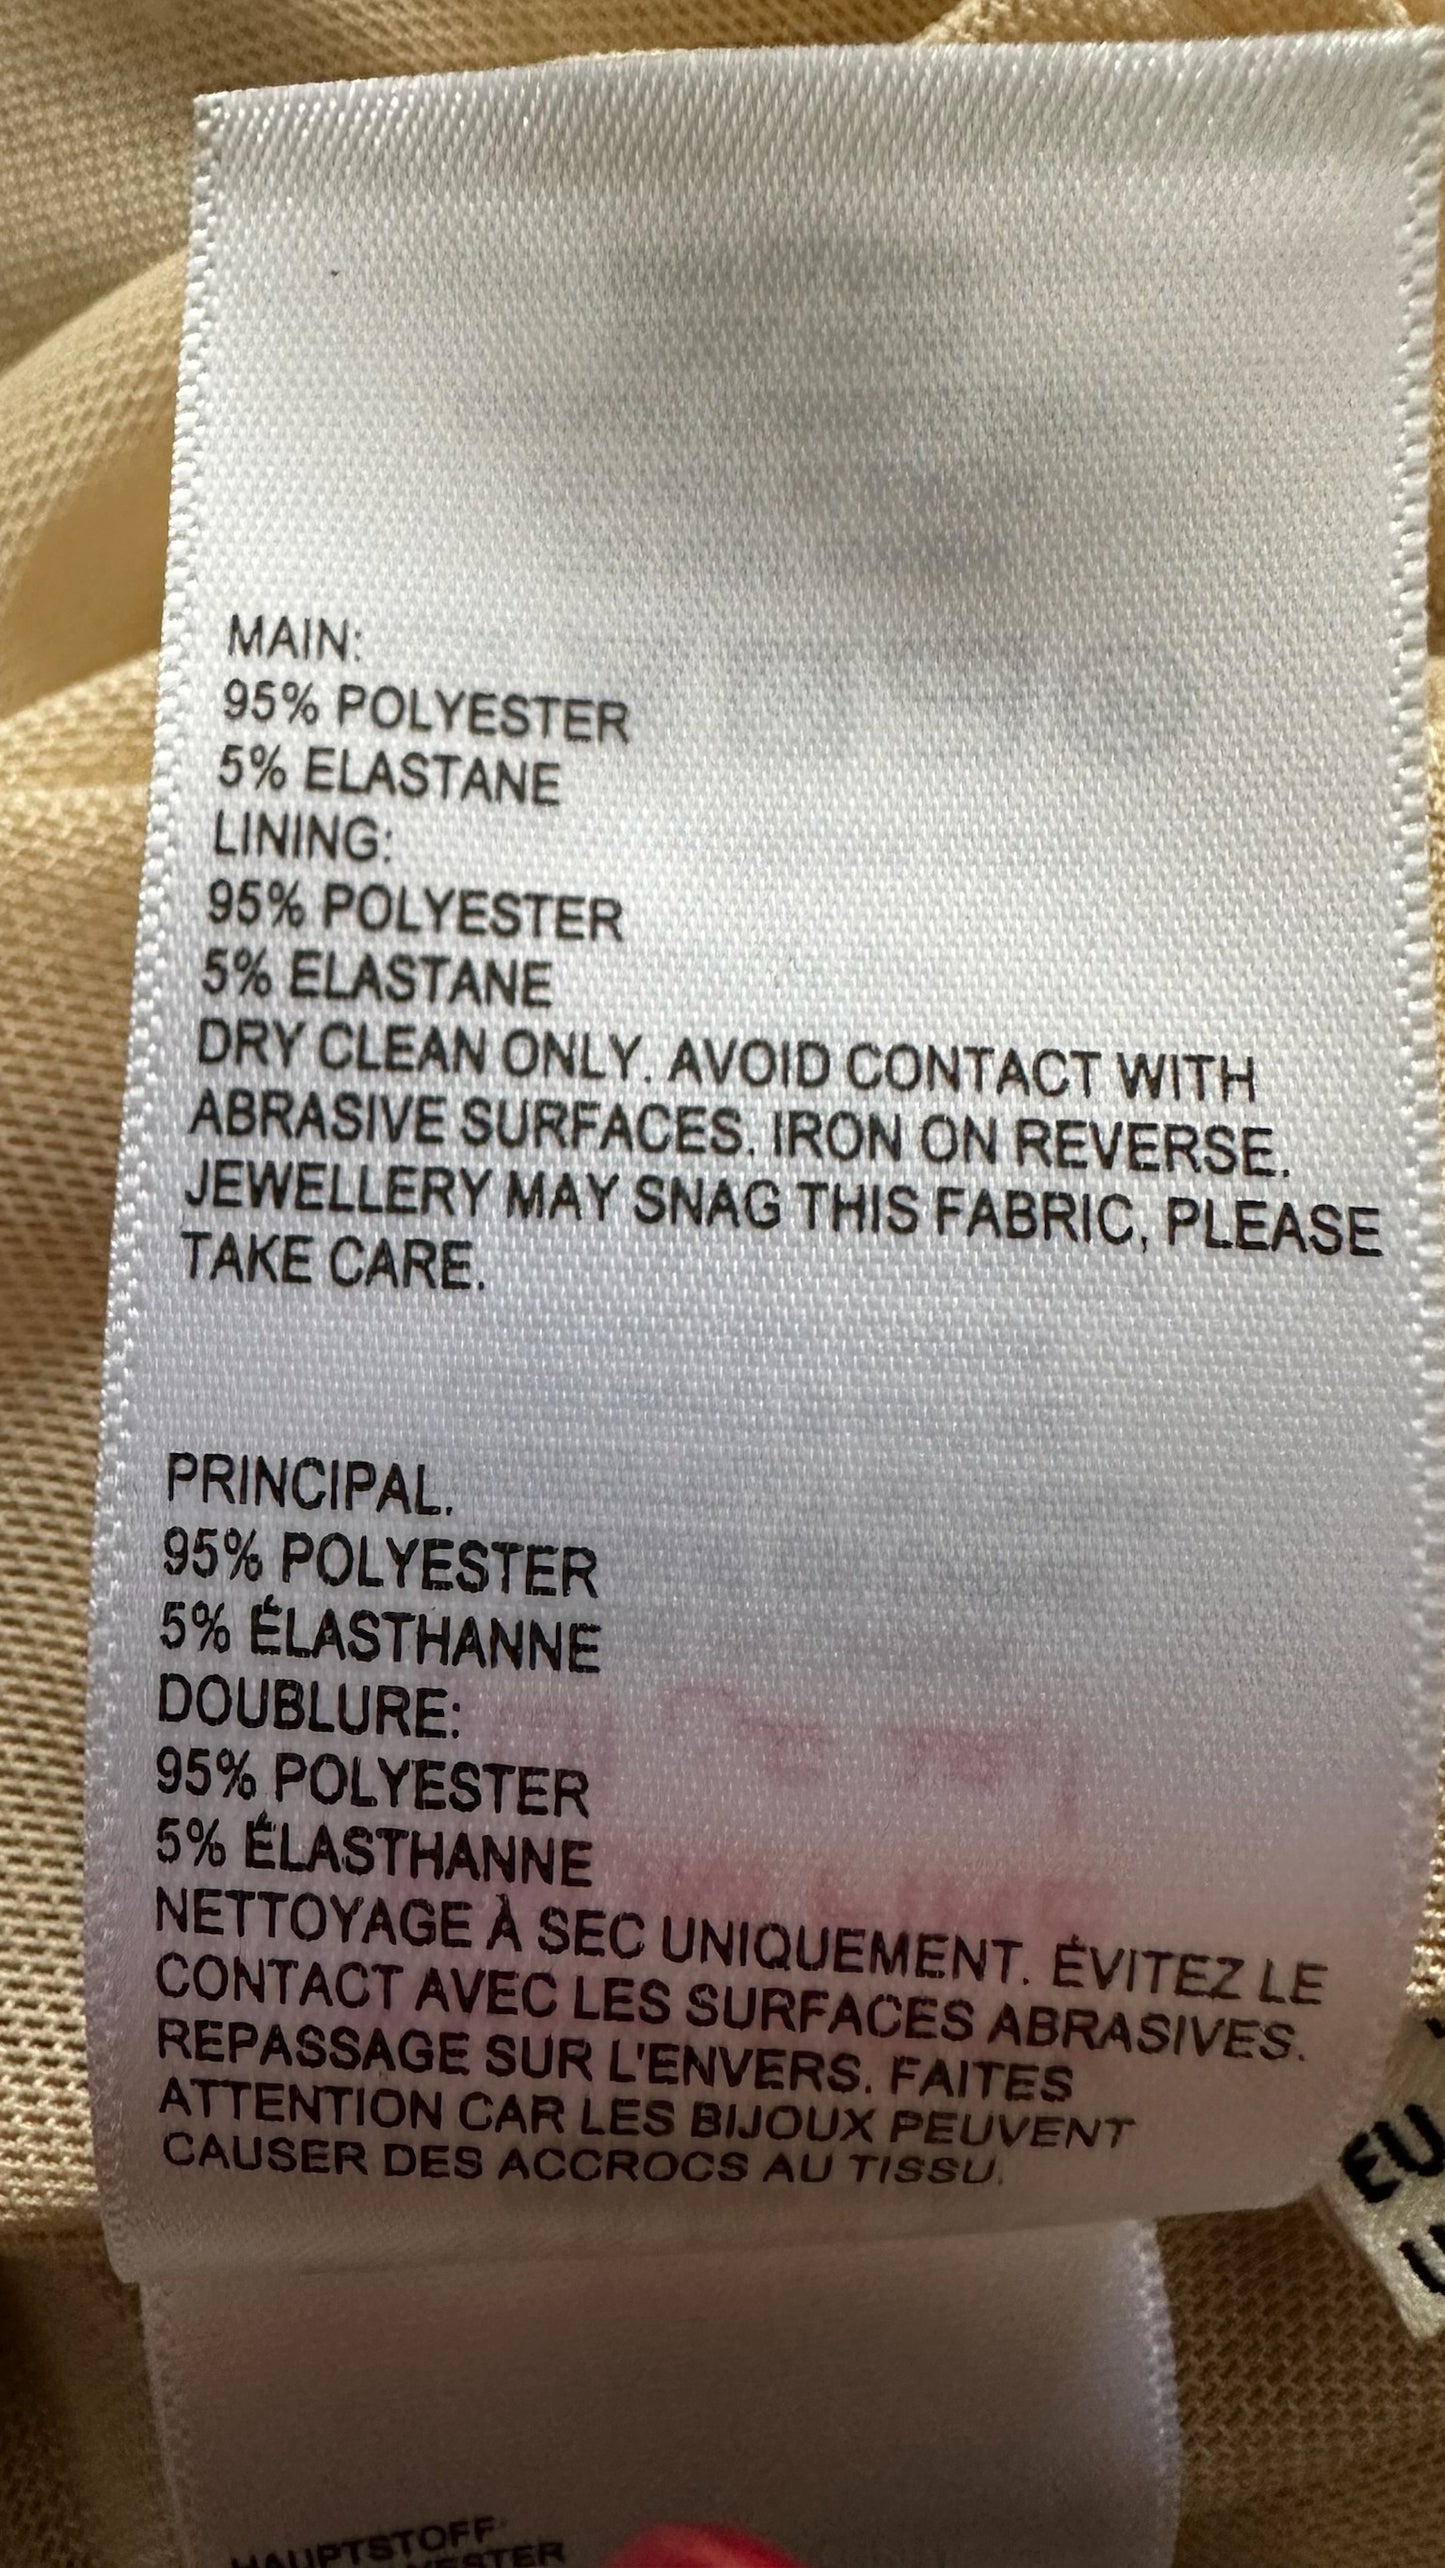 MAIN:
95% POLYESTER
5% ELASTANE
LINING:
95% POLYESTER
5% ELASTANE
DRY CLEAN ONLY. AVOID CONTACT WITH
ABRASIVE SURFACES. IRON ON REVERSE.
JEWELLERY MAY SNAG THIS FABRIC, PLEASE
TAKE CARE.
PRINCIPAL.
95% POLYESTER
5% ÉLASTHANNE
DOUBLURE:
95% POLYESTER
5% ÉLASTHANNE
NETTOYAGE À SEC UNIQUEMENT. ÉVITEZ LE
CONTACT AVEC LES SURFACES ABRASIVES.
REPASSAGE SUR L'ENVERS. FAITES
ATTENTION CAR LES BIJOUX PEUVENT
CAUSER DES ACCROCS AU TISSU.
EU
HAUPTSTOFF